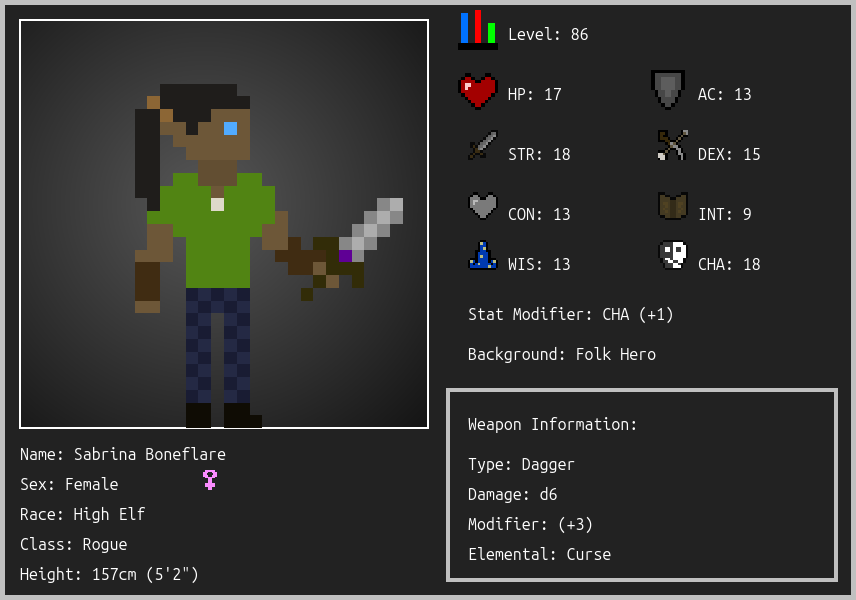 Level: 86
HP: 17
AC: 13
STR: 18
DEX: 15
CON: 13
INT: 9
WIS: 13
CHA: 18
Stat Modifier: CHA (+1)
Background: Folk Hero
Name: Sabrina Boneflare
Sex: Female
Race: High Elf
Class: Rogue
Height: 157cm (5'2")
Weapon Information:
Type: Dagger
Damage: d6
Modifier: (+3)
Elemental: Curse